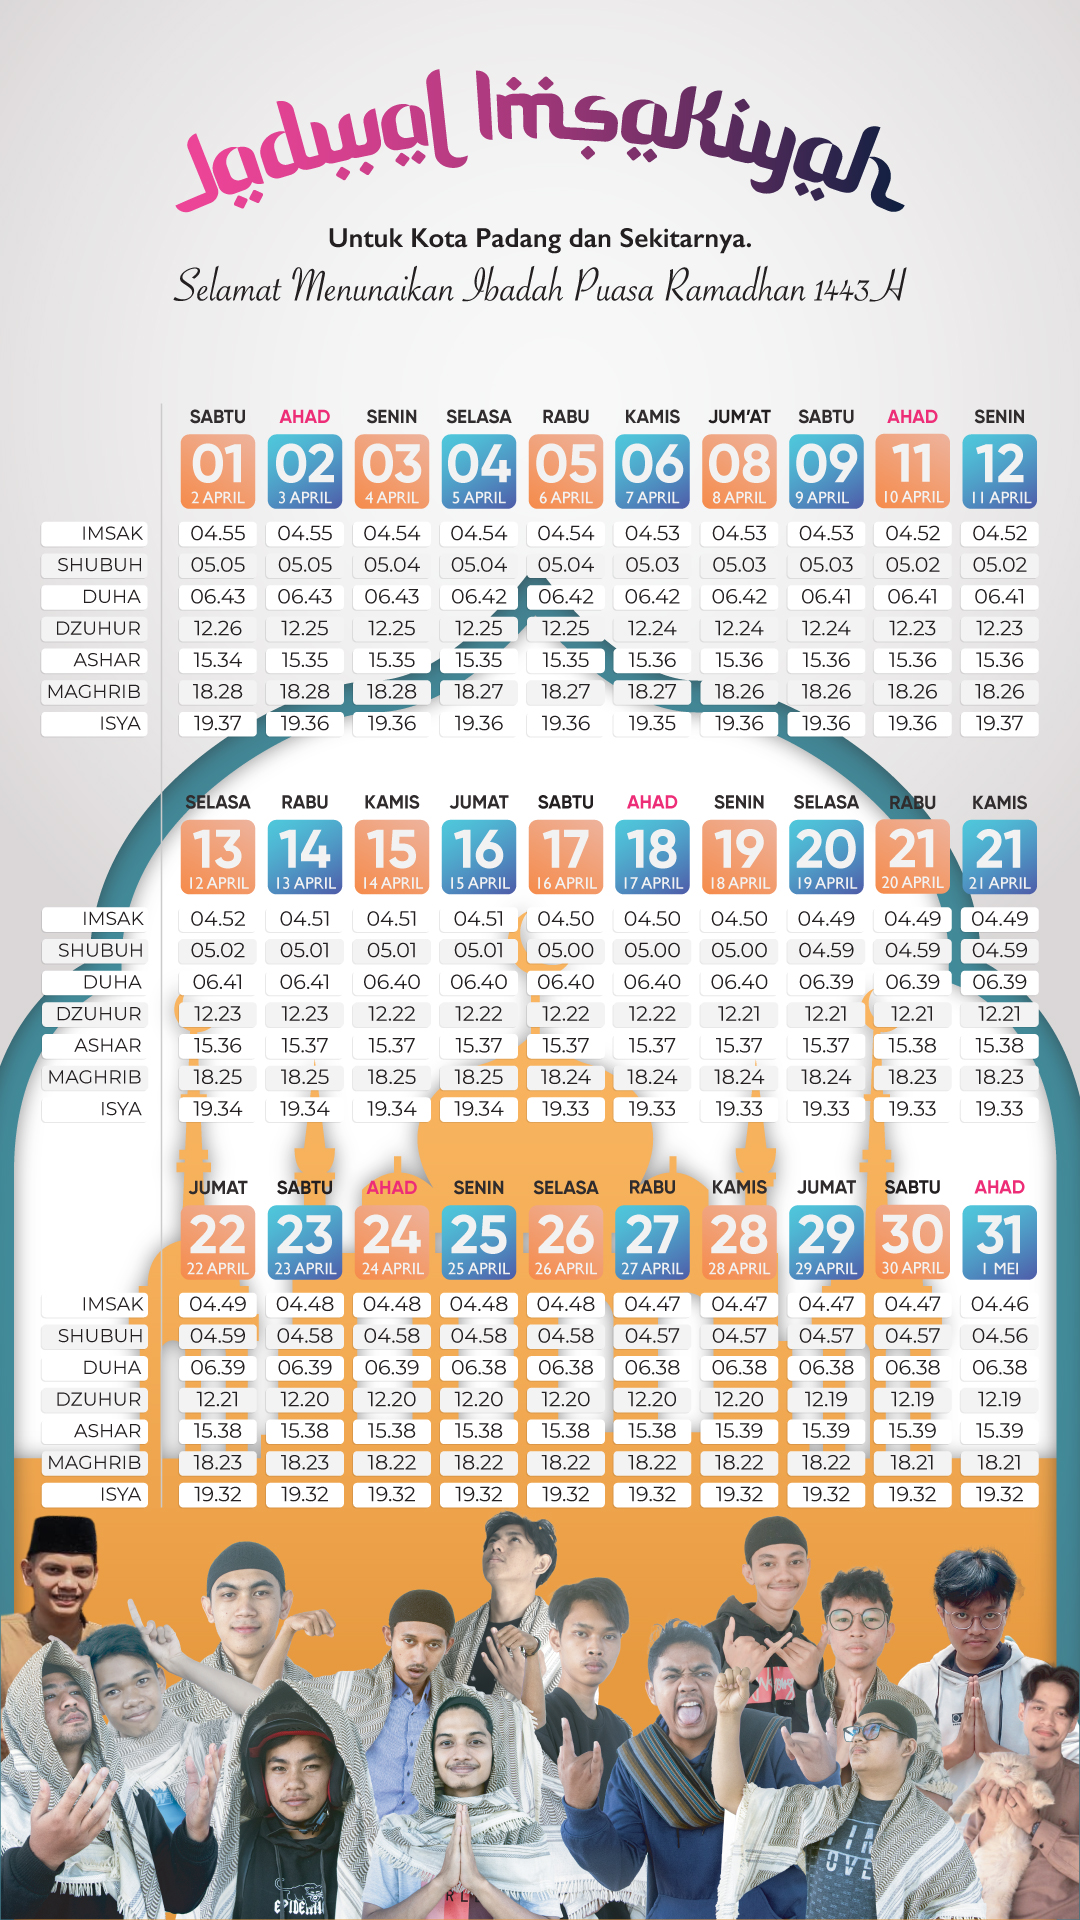 Jadwal Imsakiyah
Untuk Kota Padang dan Sekitarnya.
Selamat Menunaikan Ibadah Puasa Ramadhan 1443 H
SABTU AHAD SENIN SELASA RABU KAMIS JUM'AT SABTU AHAD SENIN
01 02 03 04 05 06 08 09 11 12
2 APRIL 3 APRIL 4 APRIL 5 APRIL 6 APRIL 7 APRIL 8 APRIL 9 APRIL 10 APRIL 11 APRIL
IMSAK 04.55 04.55 04.54 04.54 04.54 04.53 04.53 04.53 04.52 04.52
SHUBUH 05.05 05.05 05.04 05.04 05.04 05.03 05.03 05.03 05.02 05.02
DUHA 06.43 06.43 06.43 06.42 06.42 06.42 06.42 06.41 06.41 06.41
DZUHUR 12.26 12.25 12.25 12.25 12.25 12.24 12.24 12.24 12.23 12.23
ASHAR 15.34 15.35 15.35 15.35 15.35 15.36 15.36 15.36 15.36 15.36
MAGHRIB 18.28 18.28 18.28 18.27 18.27 18.27 18.26 18.26 18.26 18.26
ISYA 19.37 19.36 19.36 19.36 19.36 19.35 19.36 19.36 19.36 19.37
SELASA RABU KAMIS JUMAT SABTU AHAD SENIN SELASA RABU KAMIS
13 14 15 16 17 18 19 20 21 21
12 APRIL 13 APRIL 14 APRIL 15 APRIL 16 APRIL 17 APRIL 18 APRIL 19 APRIL 20 APRIL 21 APRIL
IMSAK 04.52 04.51 04.51 04.51 04.50 04.50 04.50 04.49 04.49 04.49
SHUBUH 05.02 05.01 05.01 05.01 05.00 05.00 05.00 04.59 04.59 04.59
DUHA 06.41 06.41 06.40 06.40 06.40 06.40 06.40 06.39 06.39 06.39
DZUHUR 12.23 12.23 12.22 12.22 12.22 12.22 12.21 12.21 12.21 12.21
ASHAR 15.36 15.37 15.37 15.37 15.37 15.37 15.37 15.37 15.38 15.38
MAGHRIB 18.25 18.25 18.25 18.25 18.24 18.24 18.24 18.24 18.23 18.23
ISYA 19.34 19.34 19.34 19.34 19.33 19.33 19.33 19.33 19.33 19.33
JUMAT SABTU AHAD SENIN SELASA RABU KAMIS JUMAT SABTU AHAD
22 23 24 25 26 27 28 29 30 31
22 APRIL 23 APRIL 24 APRIL 25 APRIL 26 APRIL 27 APRIL 28 APRIL 29 APRIL 30 APRIL 1 MEI
IMSAK 04.49 04.48 04.48 04.48 04.48 04.47 04.47 04.47 04.47 04.46
SHUBUH 04.59 04.58 04.58 04.58 04.58 04.57 04.57 04.57 04.57 04.56
DUHA 06.39 06.39 06.39 06.38 06.38 06.38 06.38 06.38 06.38 06.38
DZUHUR 12.21 12.20 12.20 12.20 12.20 12.20 12.20 12.19 12.19 12.19
ASHAR 15.38 15.38 15.38 15.38 15.38 15.38 15.39 15.39 15.39 15.39
MAGHRIB 18.23 18.23 18.22 18.22 18.22 18.22 18.22 18.22 18.21 18.21
ISYA 19.32 19.32 19.32 19.32 19.32 19.32 19.32 19.32 19.32 19.32